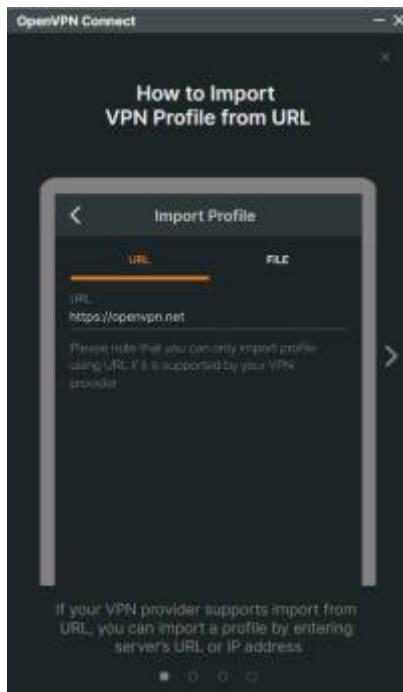 OpenVPN Connect
How to Import
VPN Profile from URL
Import Profile
URL FILE
URL
https://openvpn.net
Please note that you can only import profile
using URL if it is supported by your VPN
provider
If your VPN provider supports import from
URL, you can import a profile by entering
server's URL or IP address